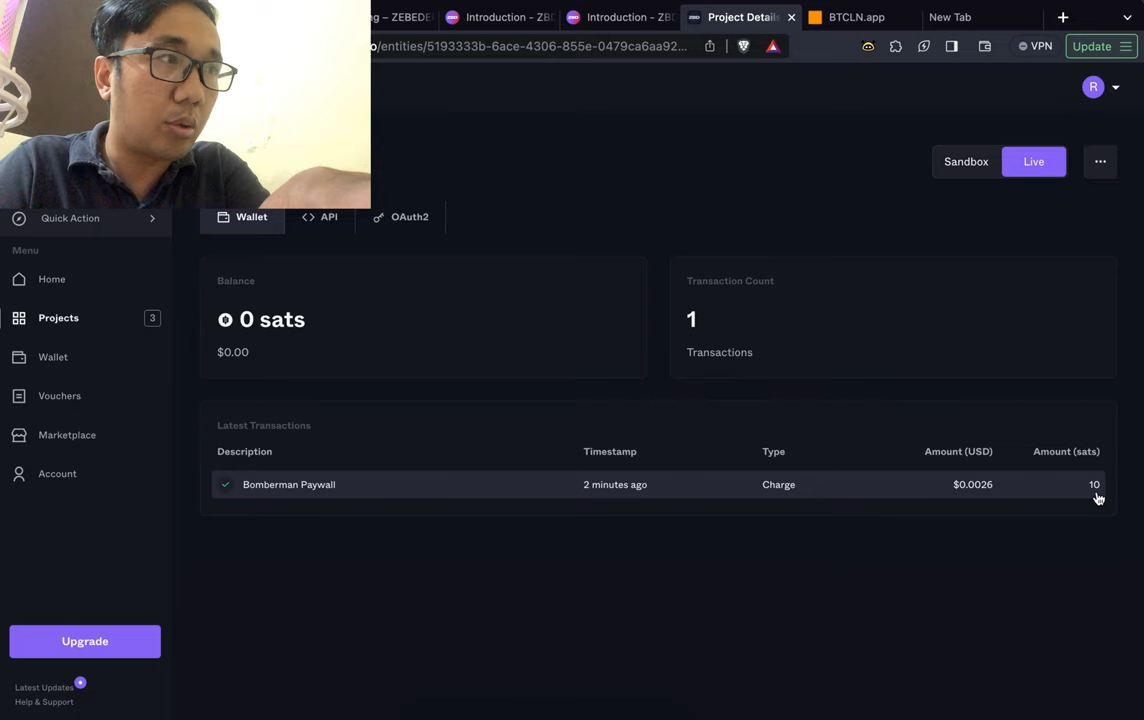 g – ZEBEDE
Introduction - ZBD
Introduction - ZBD
Project Details
BTCLN.app
New Tab
o/entities/5193333b-6ace-4306-855e-0479ca6aa92...
VPN
Update
R
Sandbox
Live
Quick Action
Wallet
API
OAuth2
Menu
Home
Projects
3
Wallet
Vouchers
Marketplace
Account
Balance
0 sats
$0.00
Transaction Count
1
Transactions
Latest Transactions
Description
Timestamp
Type
Amount (USD)
Amount (sats)
Bomberman Paywall
2 minutes ago
Charge
$0.0026
10
Upgrade
Latest Updates
Help & Support